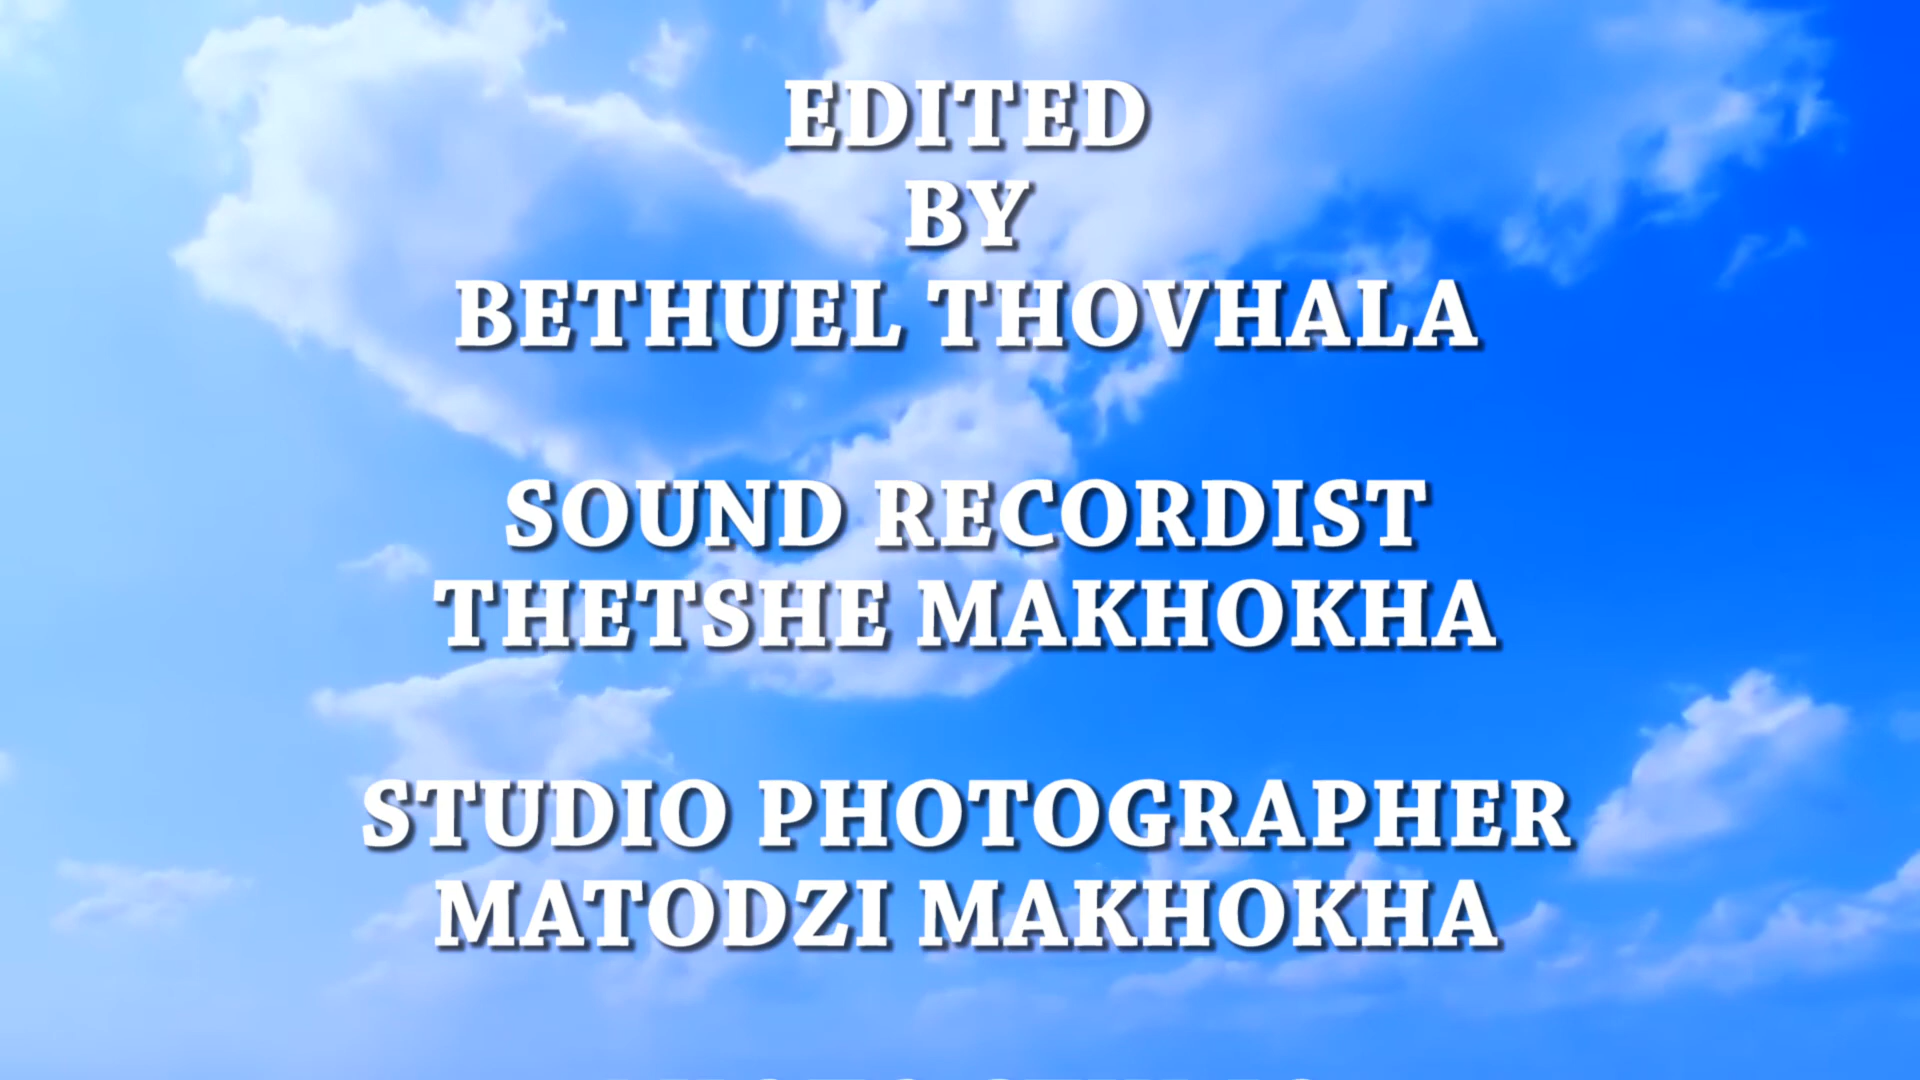 EDITED
BY
BETHUEL THOVHALA
SOUND RECORDIST
THETSHE MAKHOKHA
STUDIO PHOTOGRAPHER
MATODZI MAKHOKHA